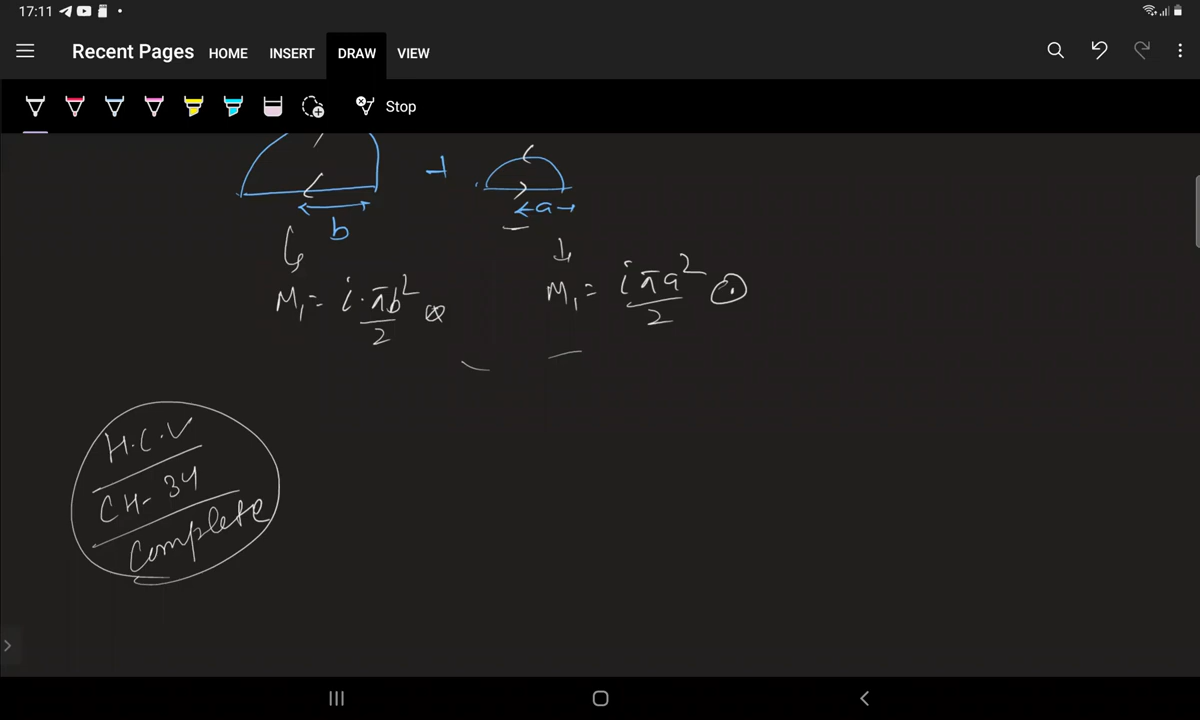 17:11
Recent Pages HOME INSERT DRAW VIEW
Stop
+
b
a
M₁ = i · πb²/2 ⊗
M₁ = iπa²/2 ⊙
H.C.V
CH-34
Complete